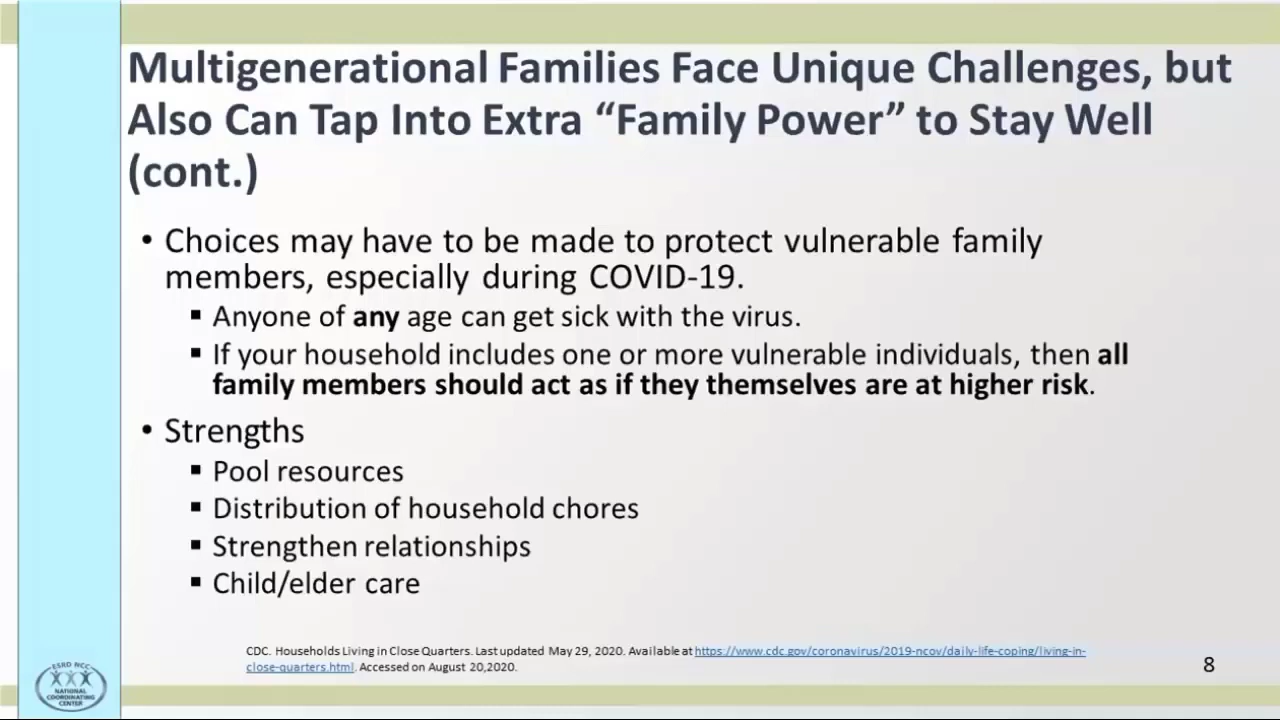 Multigenerational Families Face Unique Challenges, but
Also Can Tap Into Extra “Family Power” to Stay Well
(cont.)
• Choices may have to be made to protect vulnerable family
members, especially during COVID-19.
▪ Anyone of any age can get sick with the virus.
▪ If your household includes one or more vulnerable individuals, then all
family members should act as if they themselves are at higher risk.
• Strengths
▪ Pool resources
▪ Distribution of household chores
▪ Strengthen relationships
▪ Child/elder care
CDC. Households Living in Close Quarters. Last updated May 29, 2020. Available at https://www.cdc.gov/coronavirus/2019-ncov/daily-life-coping/living-in-
close-quarters.html. Accessed on August 20,2020.
8
ESRD NCC
NATIONAL
COORDINATING
CENTER